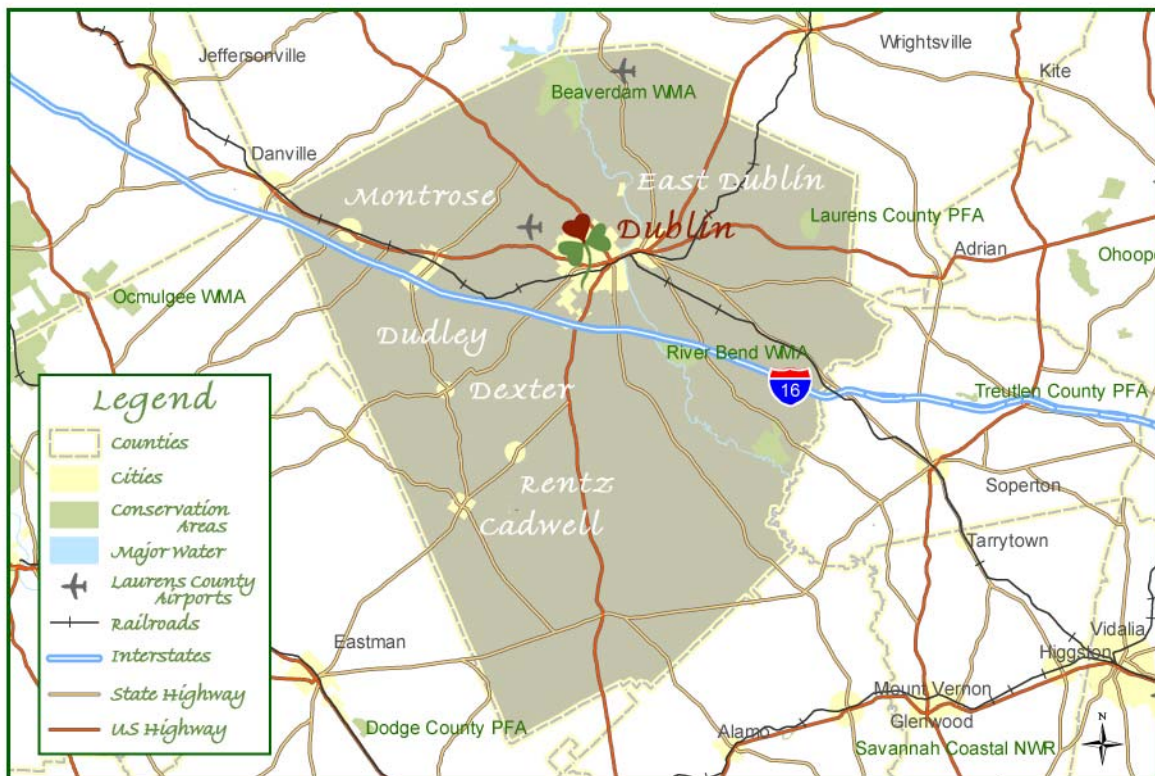 Jeffersonville
Wrightsville
Kite
Beaverdam WMA
Danville
Montrose
East Dublin
Dublin
Laurens County PFA
Adrian
Ohoope
Ocmulgee WMA
Dudley
River Bend WMA
16
Treutlen County PFA
Dexter
Rentz
Cadwell
Soperton
Tarrytown
Vidalia
Higgston
Eastman
Mount Vernon
Glenwood
Dodge County PFA
Alamo
Savannah Coastal NWR
N
Legend
Counties
Cities
Conservation
Areas
Major Water
Laurens County
Airports
Railroads
Interstates
State Highway
US Highway